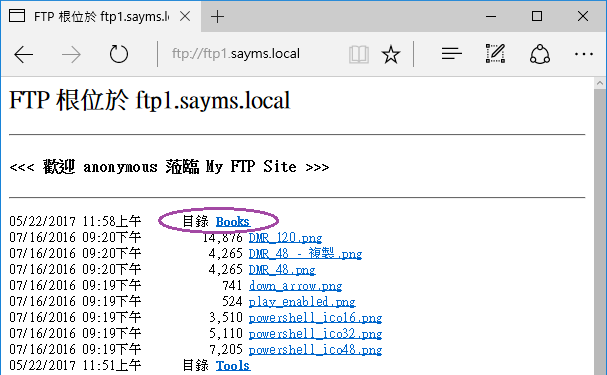 FTP 根位於 ftp1.sayms.loca
ftp://ftp1.sayms.local
FTP 根位於 ftp1.sayms.local
<<< 歡迎 anonymous 蒞臨 My FTP Site >>>
05/22/2017 11:58上午 目錄 Books
07/16/2016 09:20下午 14,876 DMR_120.png
07/16/2016 09:20下午 4,265 DMR_48 - 複製.png
07/16/2016 09:20下午 4,265 DMR_48.png
07/16/2016 09:19下午 741 down_arrow.png
07/16/2016 09:19下午 524 play_enabled.png
07/16/2016 09:19下午 3,510 powershell_ico16.png
07/16/2016 09:19下午 5,110 powershell_ico32.png
07/16/2016 09:19下午 7,205 powershell_ico48.png
05/22/2017 11:51上午 目錄 Tools